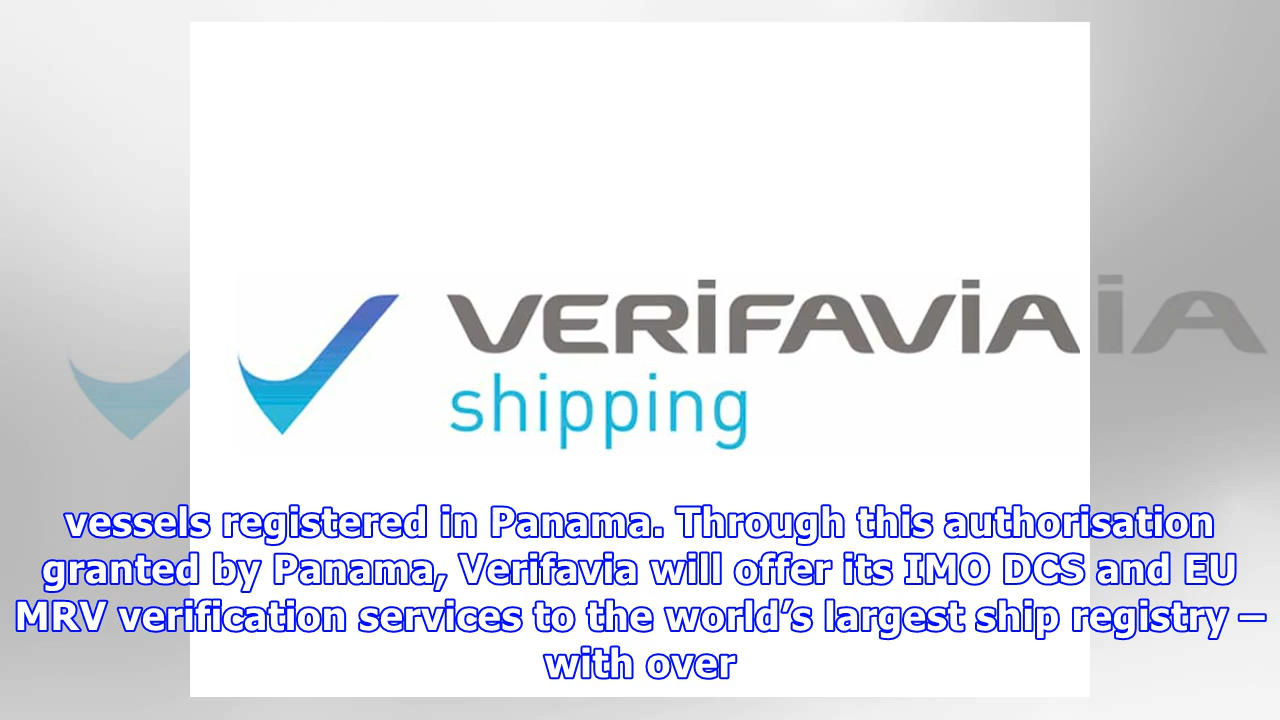 VERIFAVIA
iA
shipping
vessels registered in Panama. Through this authorisation
granted by Panama, Verifavia will offer its IMO DCS and EU
MRV verification services to the world’s largest ship registry –
with over